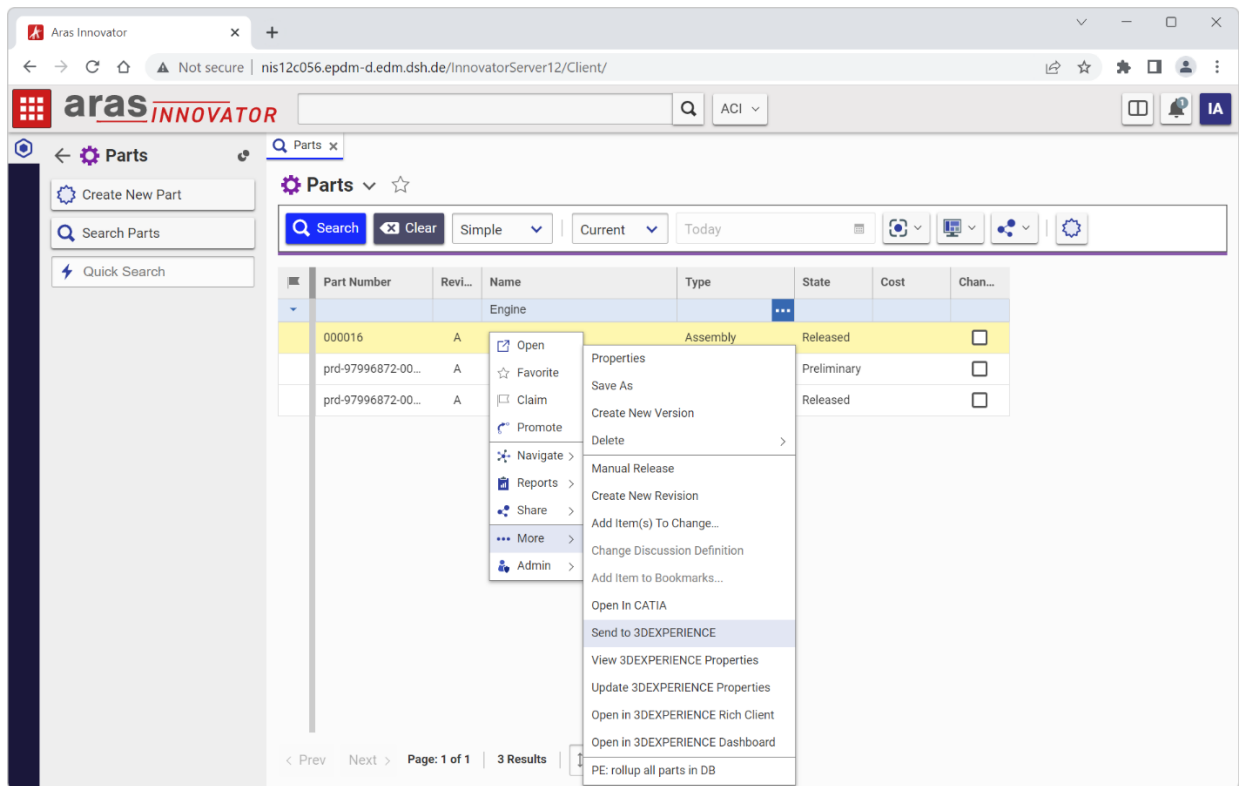 Aras Innovator
Not secure nis12c056.epdm-d.edm.dsh.de/InnovatorServer12/Client/
aras INNOVATOR
ACI
IA
Parts
Create New Part
Search Parts
Quick Search
Parts
Parts
Search Clear Simple Current Today
Part Number Revi... Name Type State Cost Chan...
Engine
000016 A Assembly Released
prd-97996872-00... A Preliminary
prd-97996872-00... A Released
Open
Favorite
Claim
Promote
Navigate
Reports
Share
More
Admin
Properties
Save As
Create New Version
Delete
Manual Release
Create New Revision
Add Item(s) To Change...
Change Discussion Definition
Add Item to Bookmarks...
Open In CATIA
Send to 3DEXPERIENCE
View 3DEXPERIENCE Properties
Update 3DEXPERIENCE Properties
Open in 3DEXPERIENCE Rich Client
Open in 3DEXPERIENCE Dashboard
PE: rollup all parts in DB
< Prev Next > Page: 1 of 1 3 Results